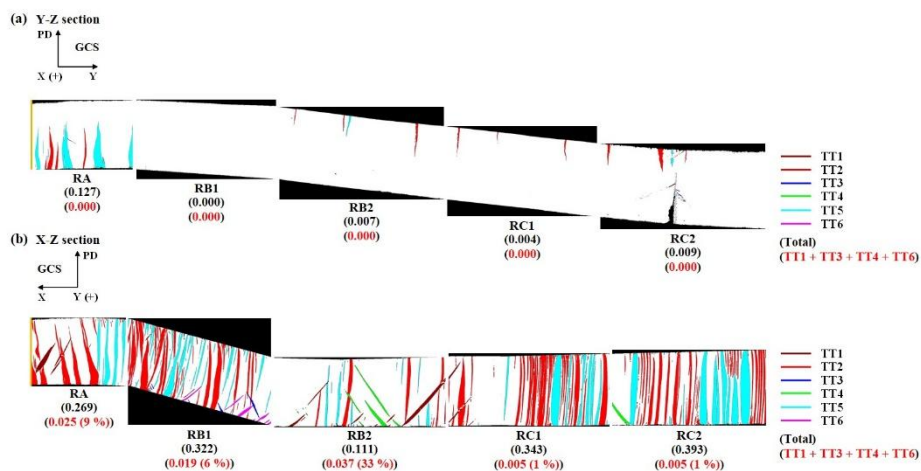 (a) Y-Z section
PD
GCS
X (+) Y
RA
(0.127)
(0.000)
RB1
(0.000)
(0.000)
RB2
(0.007)
(0.000)
RC1
(0.004)
(0.000)
RC2
(0.009)
(0.000)
TT1
TT2
TT3
TT4
TT5
TT6
(Total)
(TT1 + TT3 + TT4 + TT6)
(b) X-Z section
GCS PD
X Y (+)
RA
(0.269)
(0.025 (9 %))
RB1
(0.322)
(0.019 (6 %))
RB2
(0.111)
(0.037 (33 %))
RC1
(0.343)
(0.005 (1 %))
RC2
(0.393)
(0.005 (1 %))
TT1
TT2
TT3
TT4
TT5
TT6
(Total)
(TT1 + TT3 + TT4 + TT6)